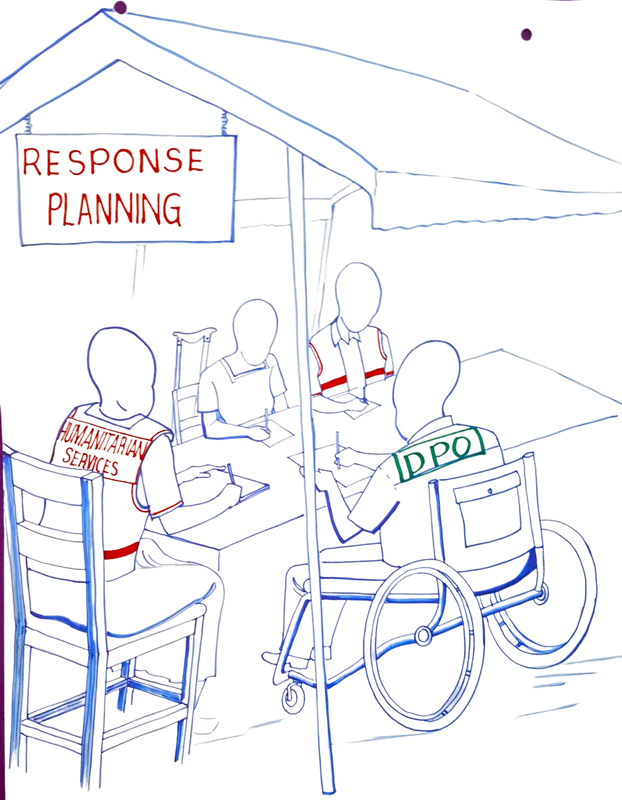 RESPONSE
PLANNING
HUMANITARIAN
SERVICES
DPO